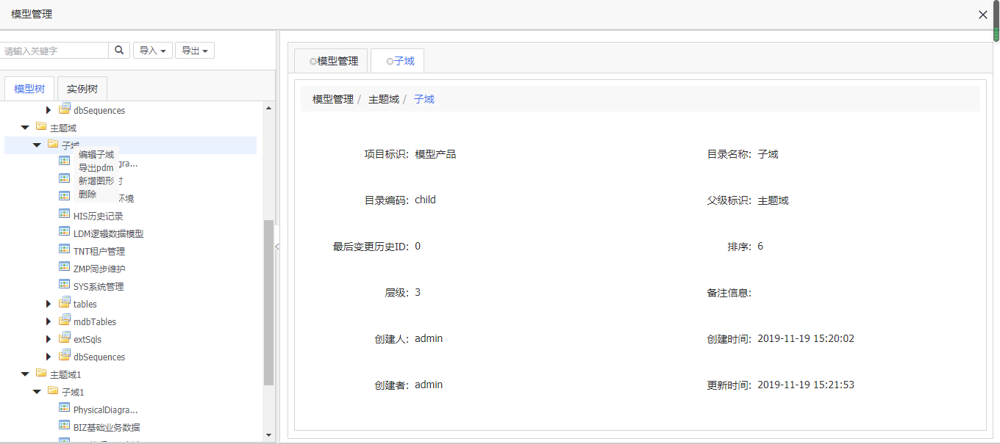 模型管理
请输入关键字
导入
导出
模型树
实例树
dbSequences
主题域
子域
编辑子域
导出pdm
新增图形
删除
gra...
环境
HIS历史记录
LDM逻辑数据模型
TNT租户管理
ZMP同步维护
SYS系统管理
tables
mdbTables
extSqls
dbSequences
主题域1
子域1
PhysicalDiagra...
BIZ基础业务数据
模型管理
子域
模型管理 / 主题域 / 子域
项目标识: 模型产品
目录名称: 子域
目录编码: child
父级标识: 主题域
最后变更历史ID: 0
排序: 6
层级: 3
备注信息:
创建人: admin
创建时间: 2019-11-19 15:20:02
创建者: admin
更新时间: 2019-11-19 15:21:53